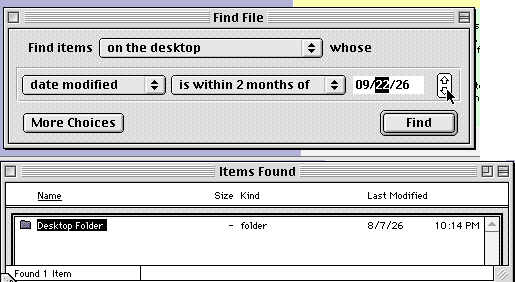 Find File
Find items on the desktop whose
date modified is within 2 months of 09/22/26
More Choices Find
Items Found
Name Size Kind Last Modified
Desktop Folder – folder 8/7/26 10:14 PM
Found 1 Item